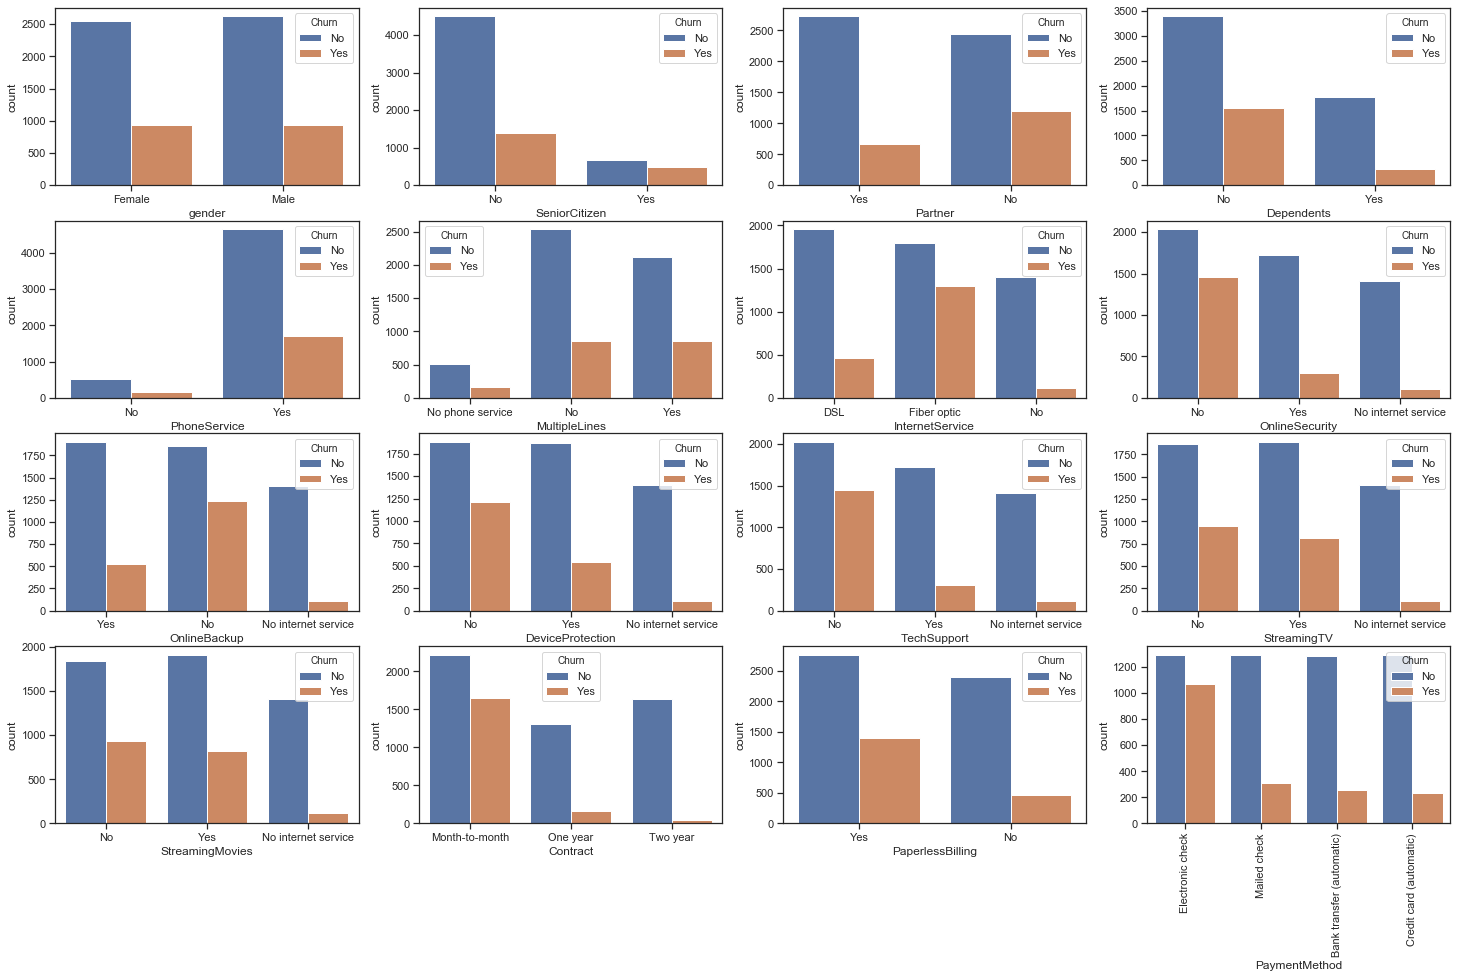 2500
2000
1500
1000
500
0
count
Female Male
gender
Churn
No
Yes
4000
3000
2000
1000
0
count
No Yes
SeniorCitizen
Churn
No
Yes
2500
2000
1500
1000
500
0
count
Yes No
Partner
Churn
No
Yes
3500
3000
2500
2000
1500
1000
500
0
count
No Yes
Dependents
Churn
No
Yes
4000
3000
2000
1000
0
count
No Yes
PhoneService
Churn
No
Yes
2500
2000
1500
1000
500
0
count
No phone service No Yes
MultipleLines
Churn
No
Yes
2000
1500
1000
500
0
count
DSL Fiber optic No
InternetService
Churn
No
Yes
2000
1500
1000
500
0
count
No Yes No internet service
OnlineSecurity
Churn
No
Yes
1750
1500
1250
1000
750
500
250
0
count
Yes No No internet service
OnlineBackup
Churn
No
Yes
1750
1500
1250
1000
750
500
250
0
count
No Yes No internet service
DeviceProtection
Churn
No
Yes
2000
1500
1000
500
0
count
No Yes No internet service
TechSupport
Churn
No
Yes
1750
1500
1250
1000
750
500
250
0
count
No Yes No internet service
StreamingTV
Churn
No
Yes
2000
1500
1000
500
0
count
No Yes No internet service
StreamingMovies
Churn
No
Yes
2000
1500
1000
500
0
count
Month-to-month One year Two year
Contract
Churn
No
Yes
2500
2000
1500
1000
500
0
count
Yes No
PaperlessBilling
Churn
No
Yes
1200
1000
800
600
400
200
0
count
Electronic check
Mailed check
Bank transfer (automatic)
Credit card (automatic)
PaymentMethod
Churn
No
Yes